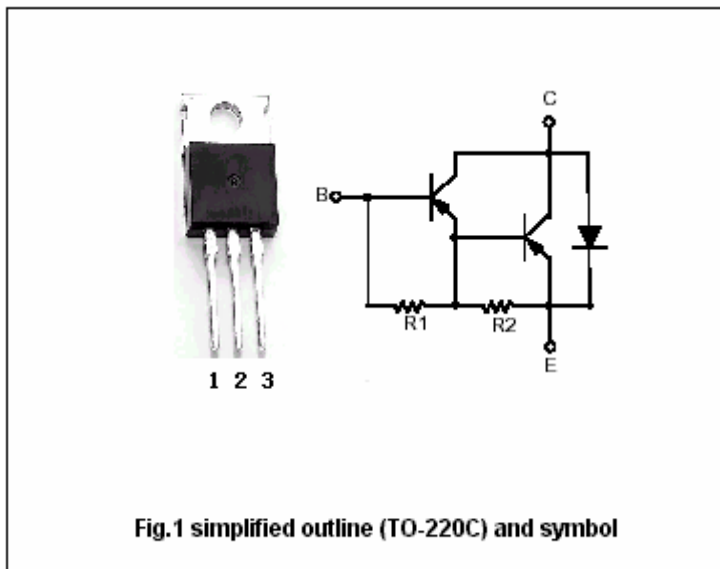 C
B
R1
R2
E
1 2 3
Fig.1 simplified outline (TO-220C) and symbol